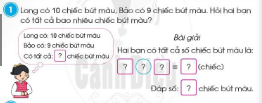 1 Long có 10 chiếc bút màu, Bảo có 9 chiếc bút màu. Hỏi hai bạn
có tất cả bao nhiêu chiếc bút màu?
Long có: 10 chiếc bút màu
Bảo có: 9 chiếc bút màu
Có tất cả: ? chiếc bút màu
Bài giải
Hai bạn có tất cả số chiếc bút màu là:
? ? ? = ? (chiếc)
Đáp số: ? chiếc bút màu.